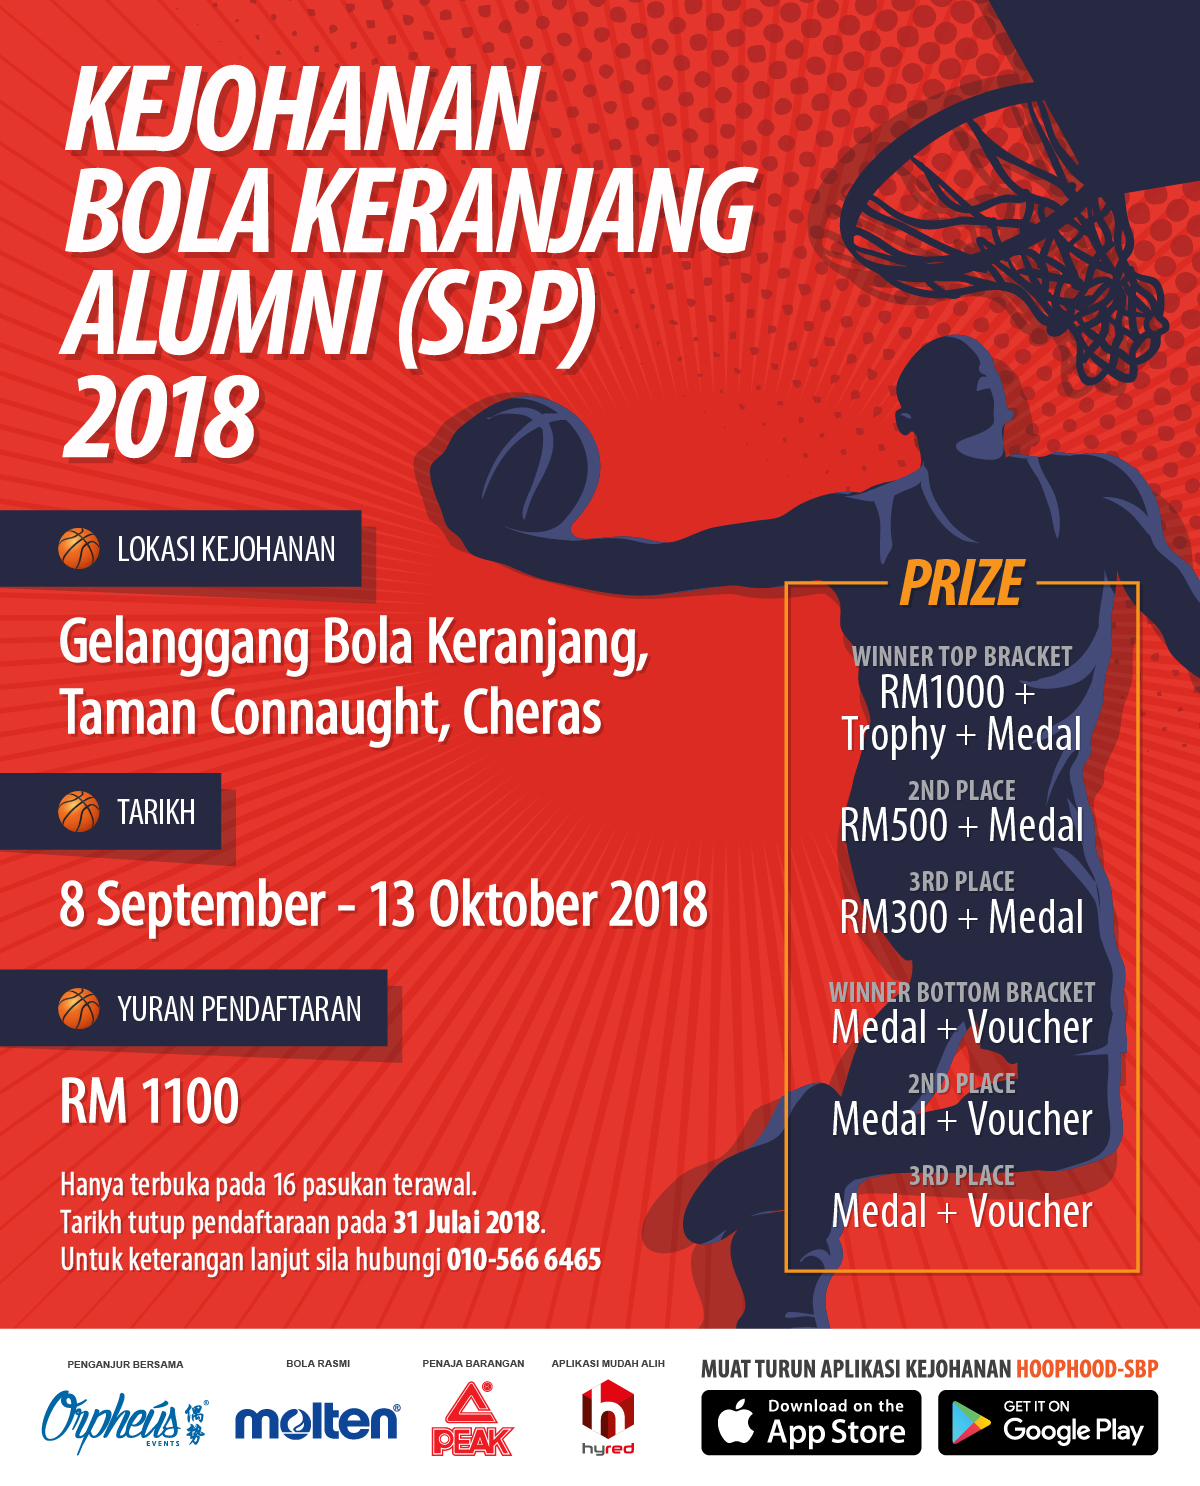 KEJOHANAN
BOLA KERANJANG
ALUMNI (SBP)
2018
LOKASI KEJOHANAN
Gelanggang Bola Keranjang,
Taman Connaught, Cheras
TARIKH
8 September - 13 Oktober 2018
YURAN PENDAFTARAN
RM 1100
Hanya terbuka pada 16 pasukan terawal.
Tarikh tutup pendaftaraan pada 31 Julai 2018.
Untuk keterangan lanjut sila hubungi 010-566 6465
PRIZE
WINNER TOP BRACKET
RM1000 +
Trophy + Medal
2ND PLACE
RM500 + Medal
3RD PLACE
RM300 + Medal
WINNER BOTTOM BRACKET
Medal + Voucher
2ND PLACE
Medal + Voucher
3RD PLACE
Medal + Voucher
PENGANJUR BERSAMA
Orpheús® 偶势
EVENTS
BOLA RASMI
molten®
PENAJA BARANGAN
PEAK®
APLIKASI MUDAH ALIH
h
hyred
MUAT TURUN APLIKASI KEJOHANAN HOOPHOOD-SBP
Download on the
App Store
GET IT ON
Google Play